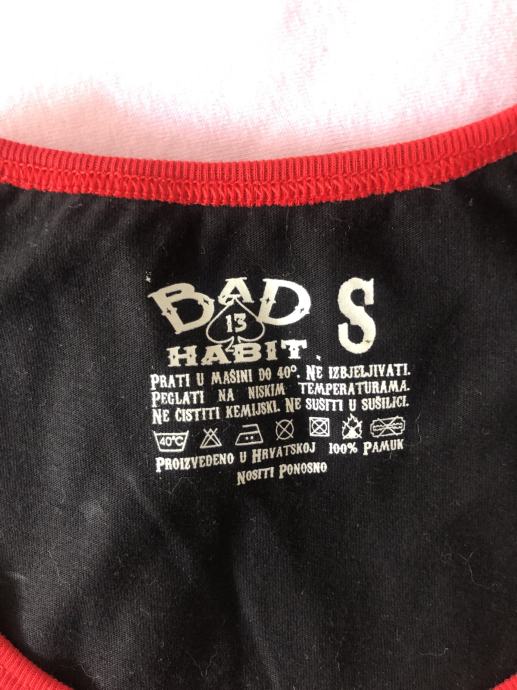 BAD S
13
HABIT
PRATI U MAŠINI DO 40°. NE IZBJELJIVATI.
PEGLATI NA NISKIM TEMPERATURAMA.
NE ČISTITI KEMIJSKI. NE SUŠITI U SUŠILICI.
40°C
PROIZVEDENO U HRVATSKOJ 100% PAMUK
NOSITI PONOSNO